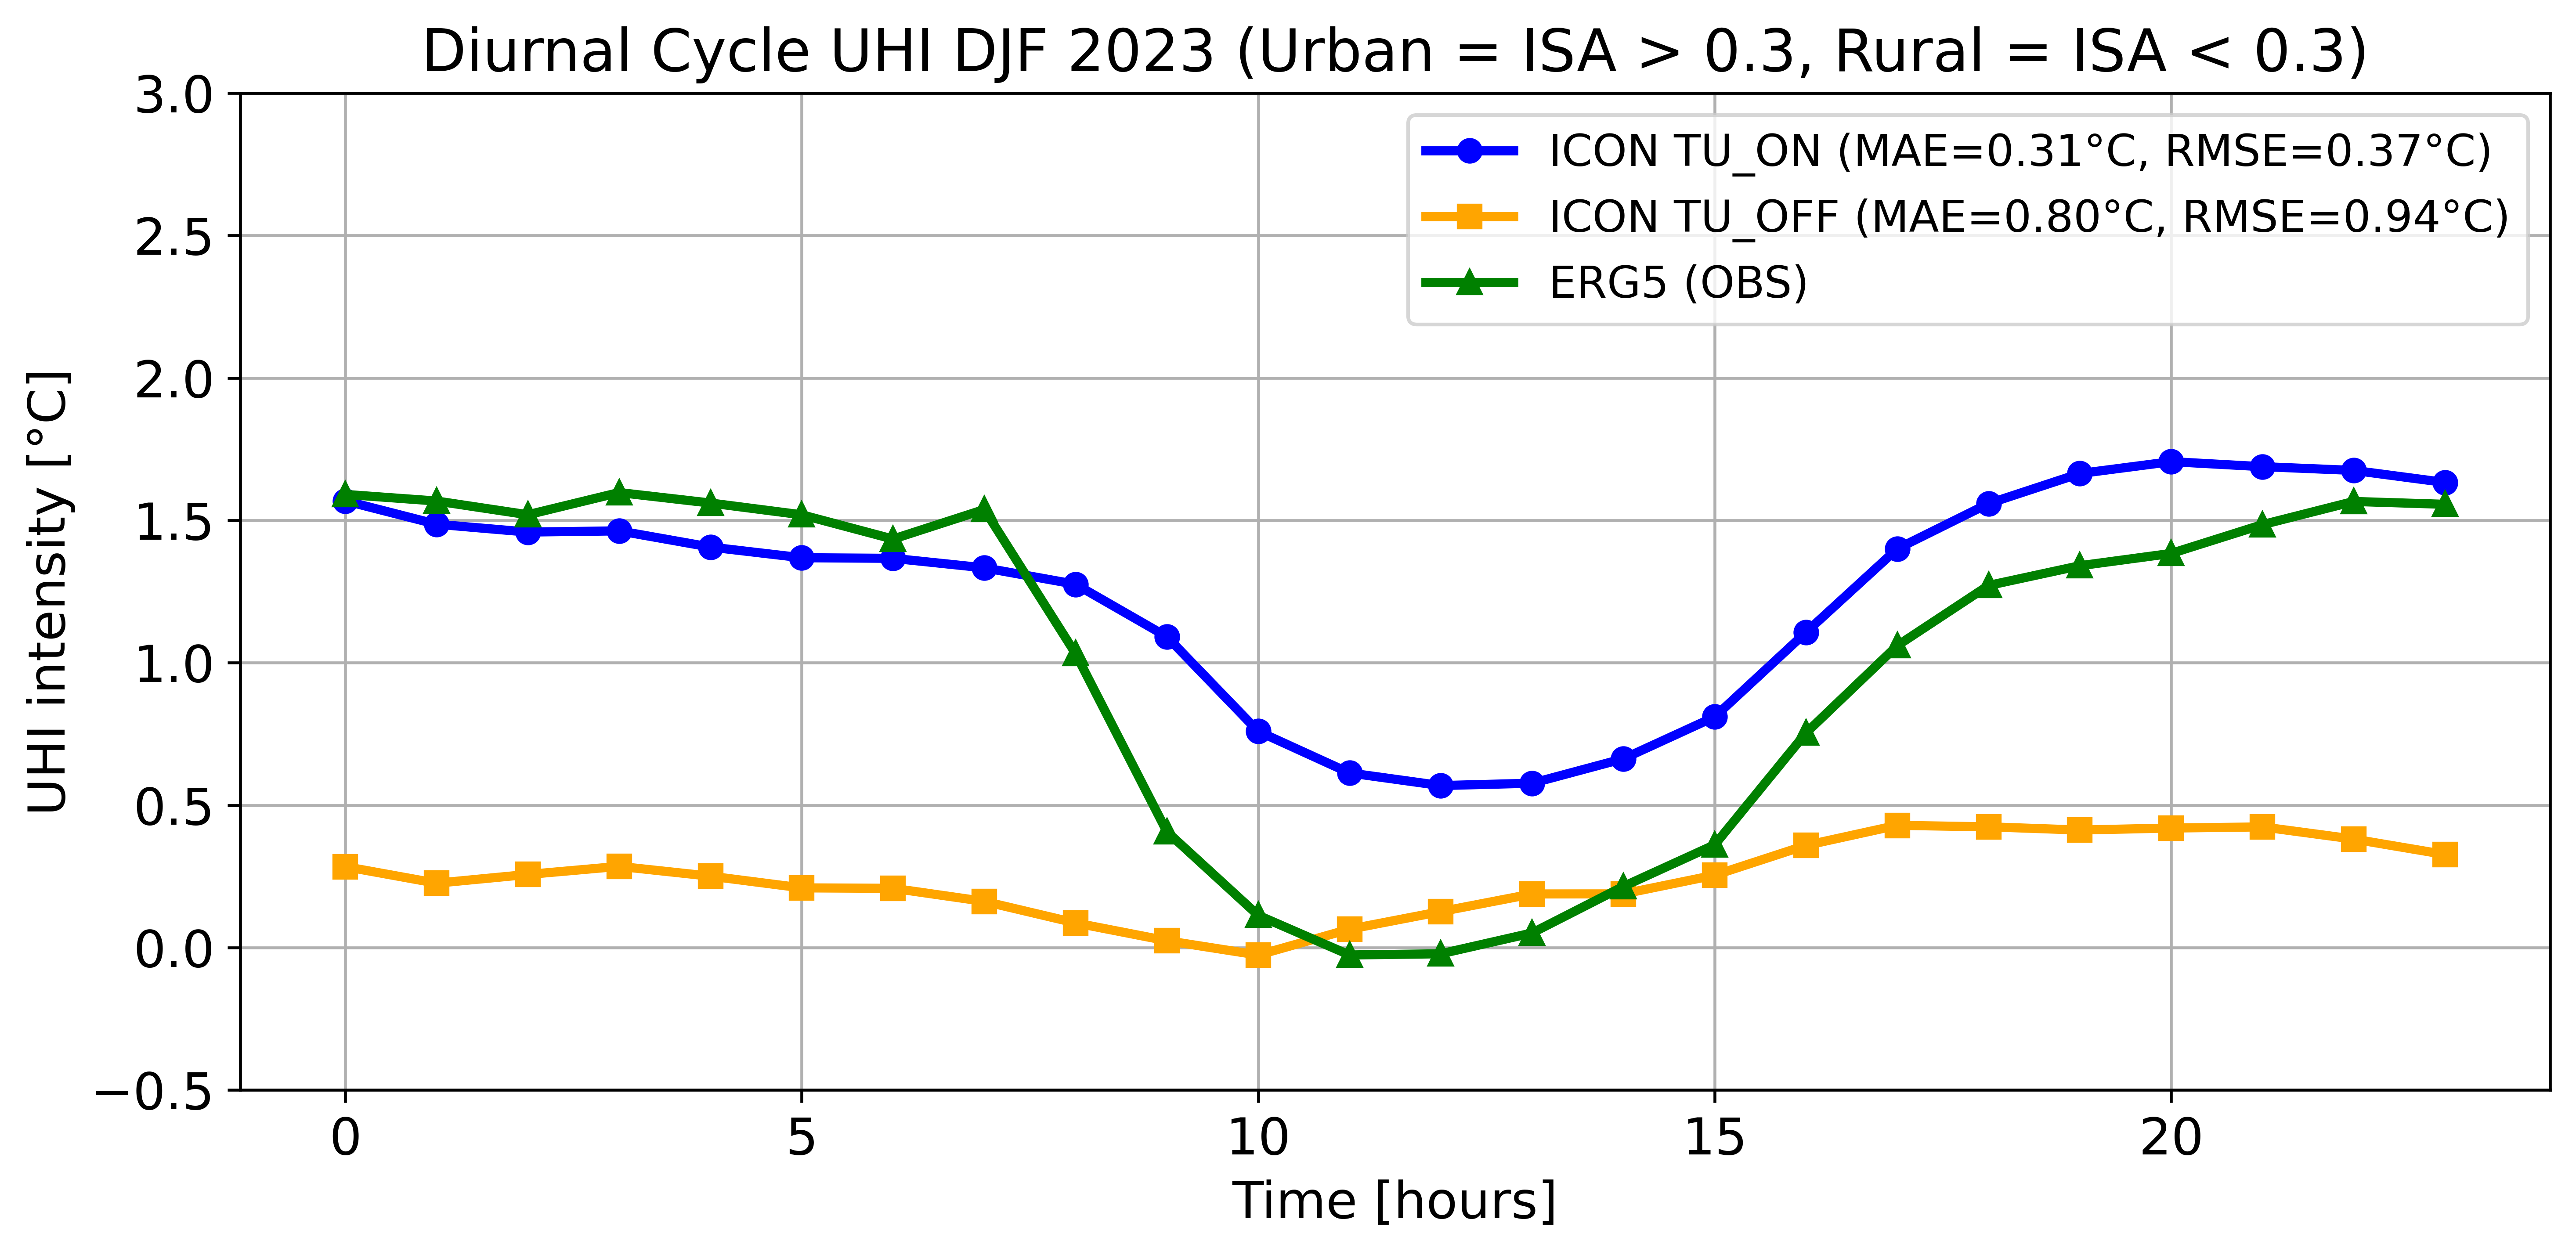 Diurnal Cycle UHI DJF 2023 (Urban = ISA > 0.3, Rural = ISA < 0.3)
3.0
2.5
2.0
1.5
1.0
0.5
0.0
−0.5
UHI intensity [°C]
ICON TU_ON (MAE=0.31°C, RMSE=0.37°C)
ICON TU_OFF (MAE=0.80°C, RMSE=0.94°C)
ERG5 (OBS)
0 5 10 15 20
Time [hours]